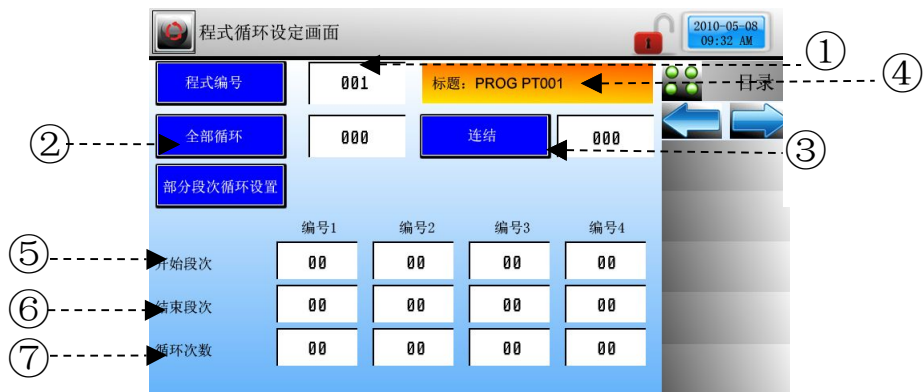 程式循环设定画面
2010-05-08
09:32 AM
1
①
程式编号
001
标题：PROG PT001
④
目录
②
全部循环
000
连结
000
③
部分段次循环设置
编号1 编号2 编号3 编号4
⑤
开始段次 00 00 00 00
⑥
结束段次 00 00 00 00
⑦
循环次数 00 00 00 00